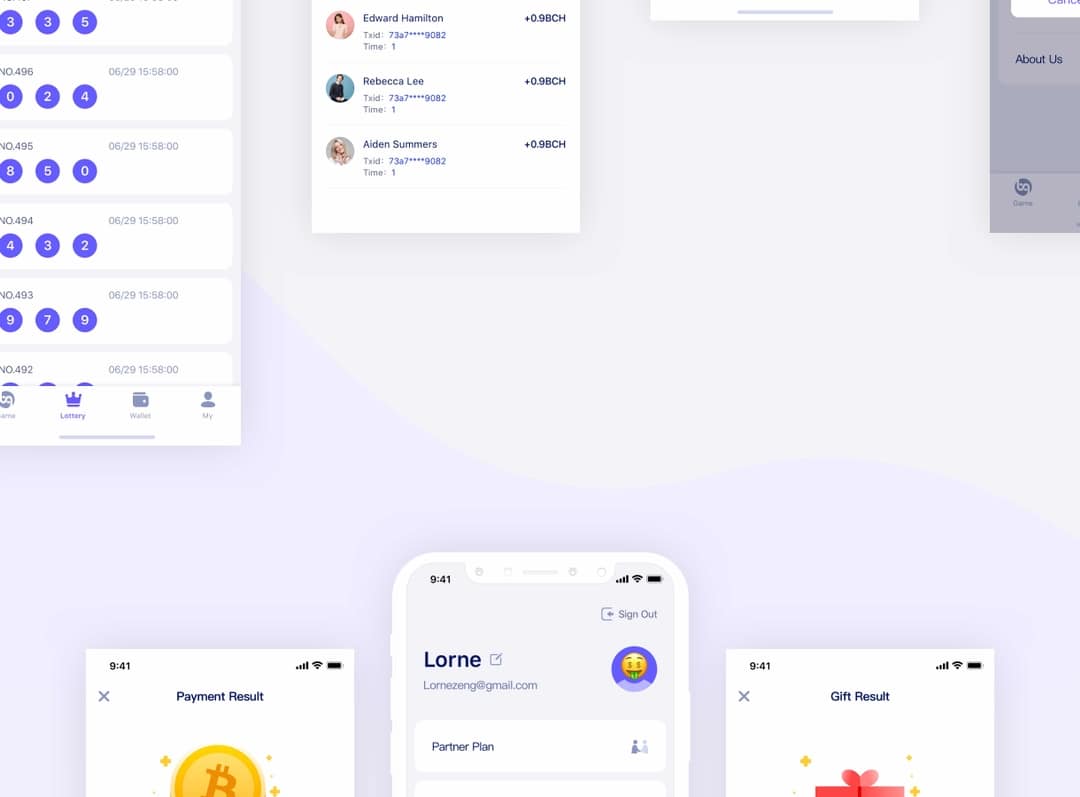 3 3 5
NO.496 06/29 15:58:00
0 2 4
NO.495 06/29 15:58:00
8 5 0
NO.494 06/29 15:58:00
4 3 2
NO.493 06/29 15:58:00
9 7 9
NO.492 06/29 15:58:00
Lottery Wallet My
Edward Hamilton +0.9BCH
Txid: 73a7****9082
Time: 1
Rebecca Lee +0.9BCH
Txid: 73a7****9082
Time: 1
Aiden Summers +0.9BCH
Txid: 73a7****9082
Time: 1
About Us
Game
9:41
Payment Result
9:41
Sign Out
Lorne
Lornezeng@gmail.com
Partner Plan
9:41
Gift Result